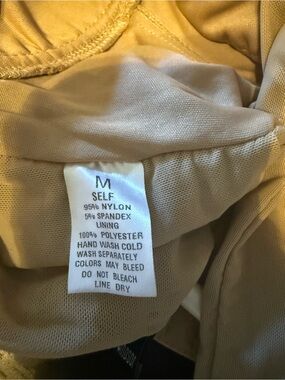 M
SELF
95% NYLON
5% SPANDEX
LINING
100% POLYESTER
HAND WASH COLD
WASH SEPARATELY
COLORS MAY BLEED
DO NOT BLEACH
LINE DRY